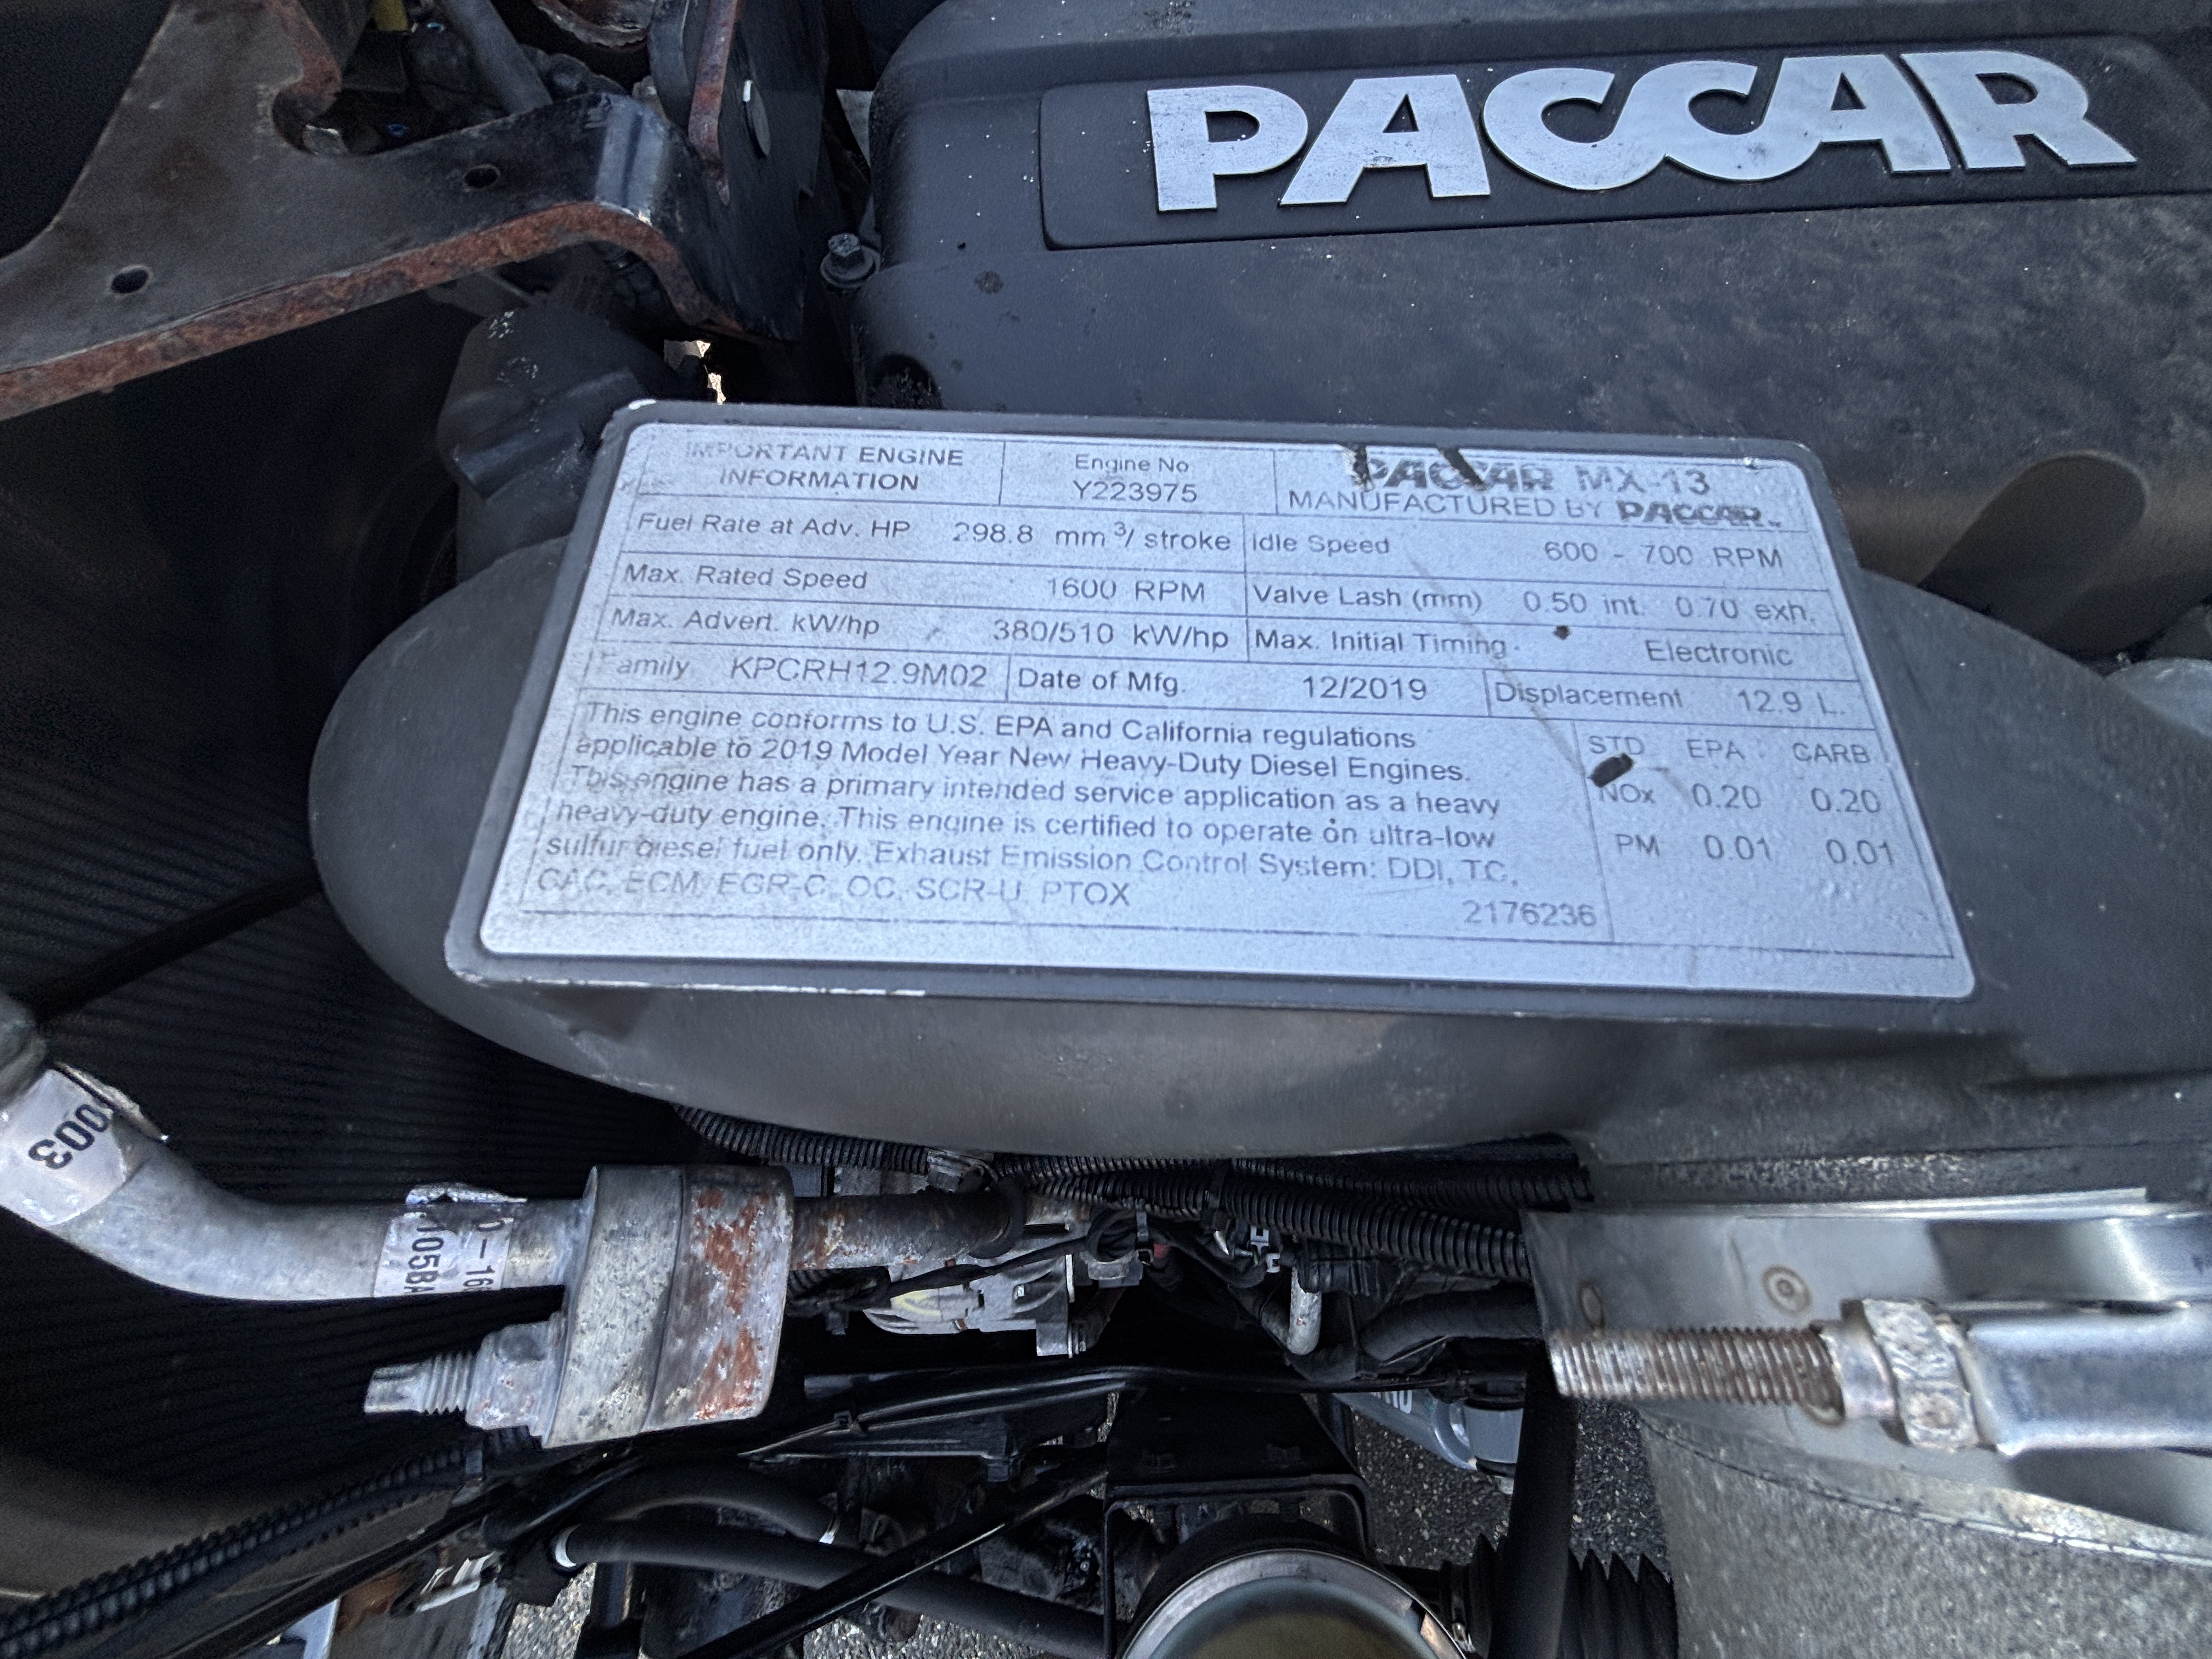 PACCAR
IMPORTANT ENGINE
INFORMATION
Engine No
Y223975
PACCAR MX-13
MANUFACTURED BY PACCAR
Fuel Rate at Adv. HP 298.8 mm³/ stroke
Idle Speed 600 - 700 RPM
Max. Rated Speed 1600 RPM
Valve Lash (mm) 0.50 int. 0.70 exh.
Max. Advert. kW/hp 380/510 kW/hp
Max. Initial Timing Electronic
Family KPCRH12.9M02
Date of Mfg. 12/2019
Displacement 12.9 L.
This engine conforms to U.S. EPA and California regulations
applicable to 2019 Model Year New Heavy-Duty Diesel Engines.
This engine has a primary intended service application as a heavy
heavy-duty engine. This engine is certified to operate on ultra-low
sulfur diesel fuel only. Exhaust Emission Control System: DDI, TC,
CAC, ECM, EGR-C, OC, SCR-U, PTOX
2176236
STD EPA CARB
NOx 0.20 0.20
PM 0.01 0.01
003
105BA
0-16